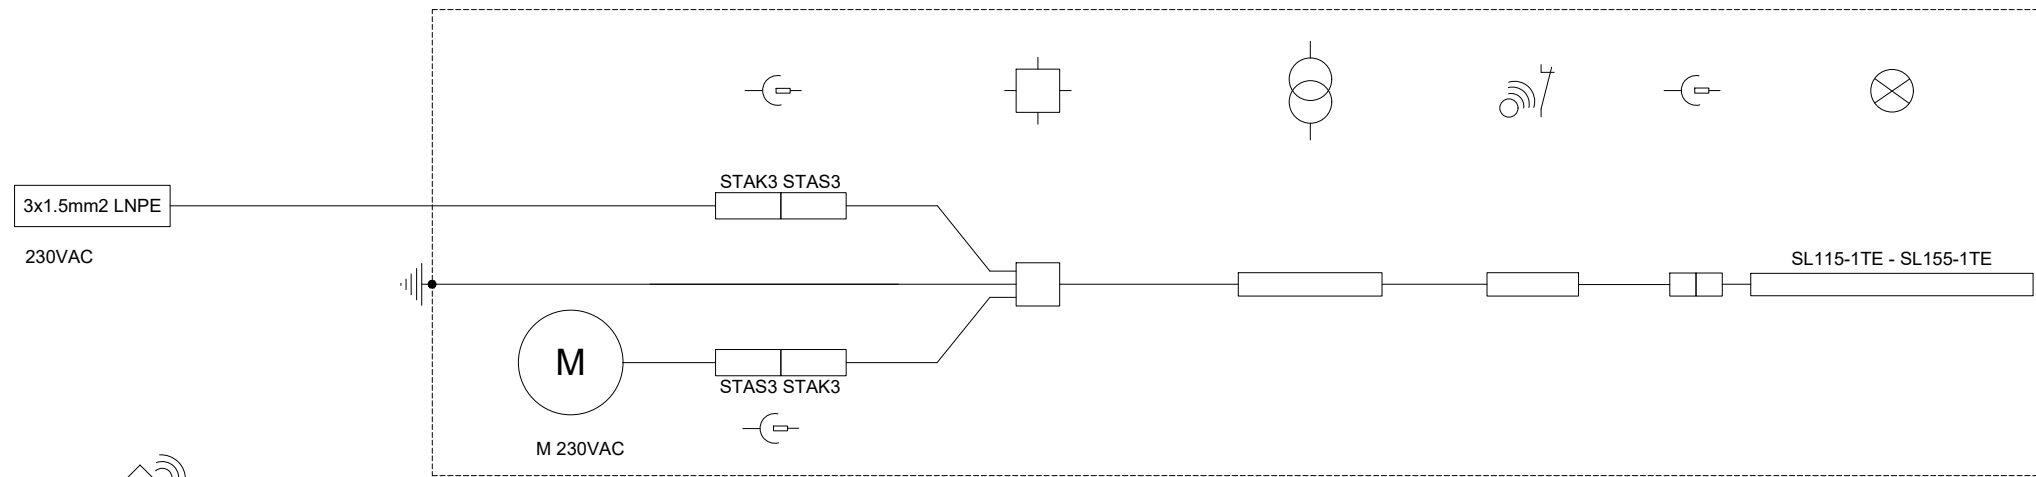 STAK3 STAS3
3x1.5mm2 LNPE
230VAC
SL115-1TE - SL155-1TE
M
STAS3 STAK3
M 230VAC